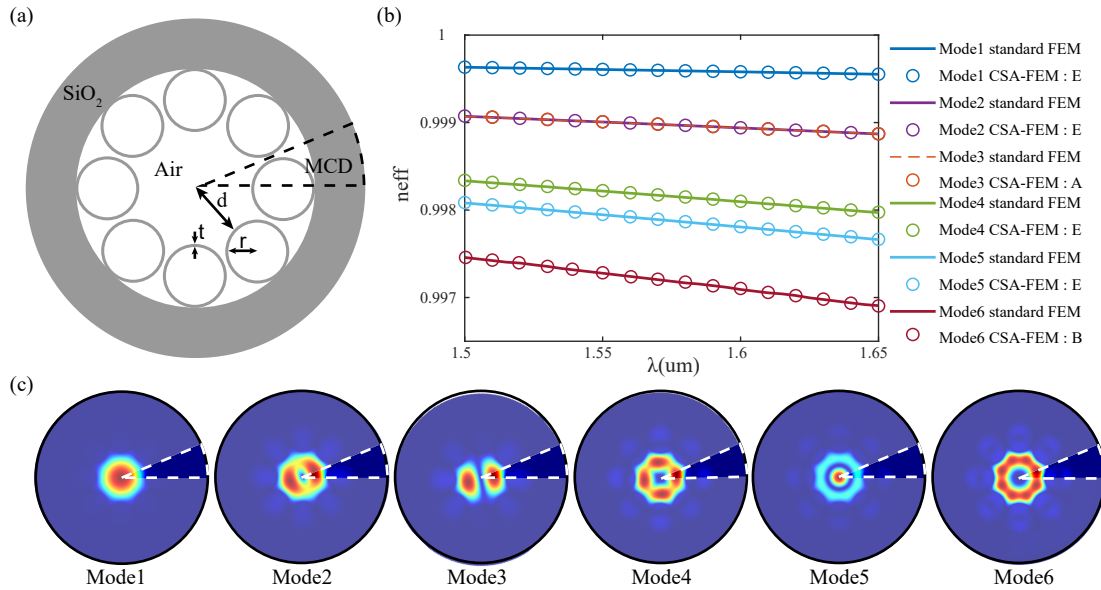 (a)
SiO2
Air
MCD
d
t
r
(b)
1
0.999
0.998
0.997
neff
1.5
1.55
1.6
1.65
λ(um)
Mode1 standard FEM
Mode1 CSA-FEM : E
Mode2 standard FEM
Mode2 CSA-FEM : E
Mode3 standard FEM
Mode3 CSA-FEM : A
Mode4 standard FEM
Mode4 CSA-FEM : E
Mode5 standard FEM
Mode5 CSA-FEM : E
Mode6 standard FEM
Mode6 CSA-FEM : B
(c)
Mode1
Mode2
Mode3
Mode4
Mode5
Mode6